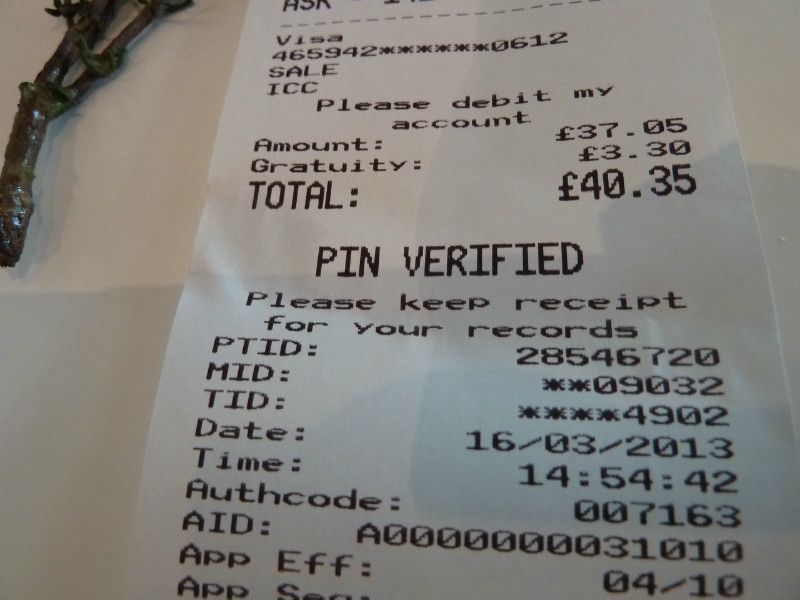 Visa
465942******0612
SALE
ICC
Please debit my
account
Amount: £37.05
Gratuity: £3.30
TOTAL: £40.35
PIN VERIFIED
Please keep receipt
for your records
PTID: 28546720
MID: **09032
TID: ****4902
Date: 16/03/2013
Time: 14:54:42
Authcode: 007163
AID: A0000000031010
App Eff: 04/10
App Seq: